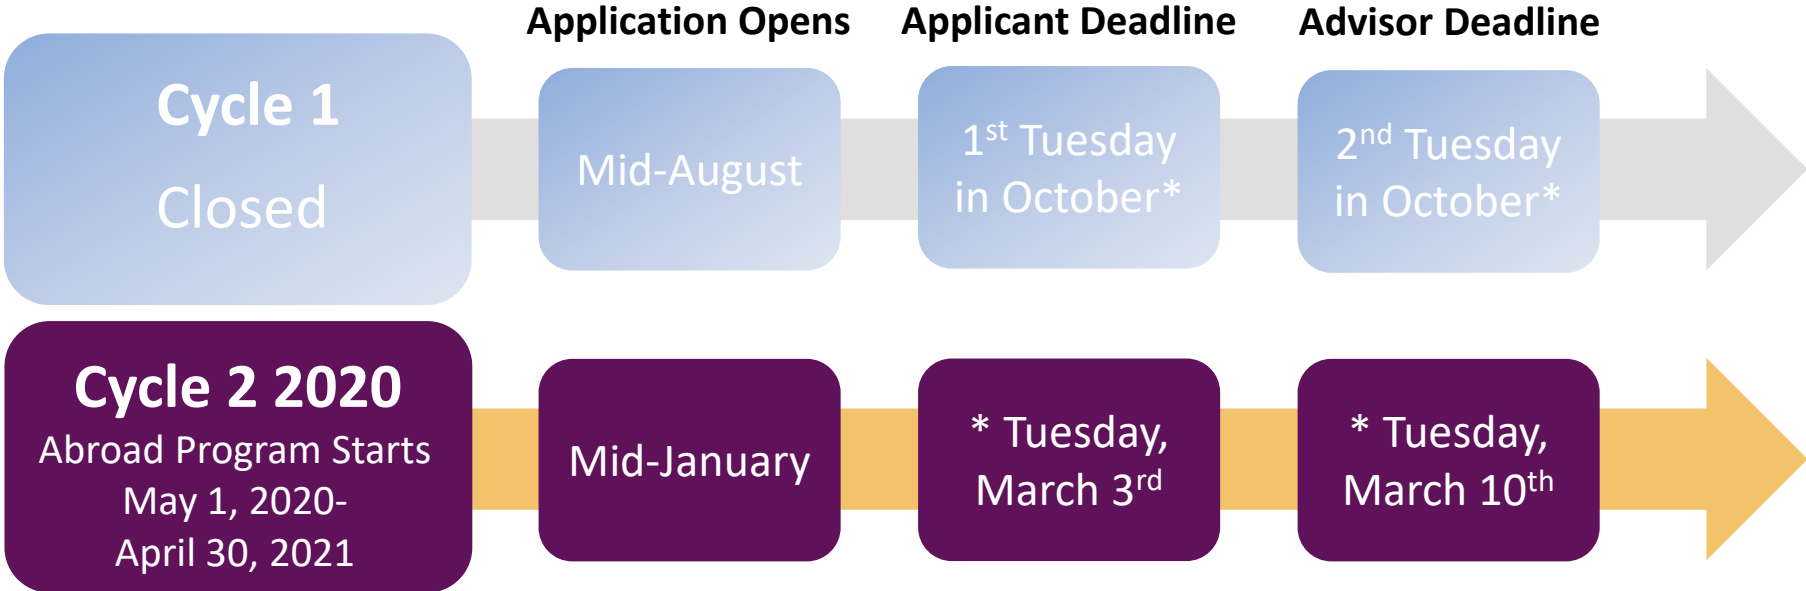 Application Opens
Applicant Deadline
Advisor Deadline
Cycle 1
Closed
Mid-August
1st Tuesday
in October*
2nd Tuesday
in October*
Cycle 2 2020
Abroad Program Starts
May 1, 2020-
April 30, 2021
Mid-January
* Tuesday,
March 3rd
* Tuesday,
March 10th